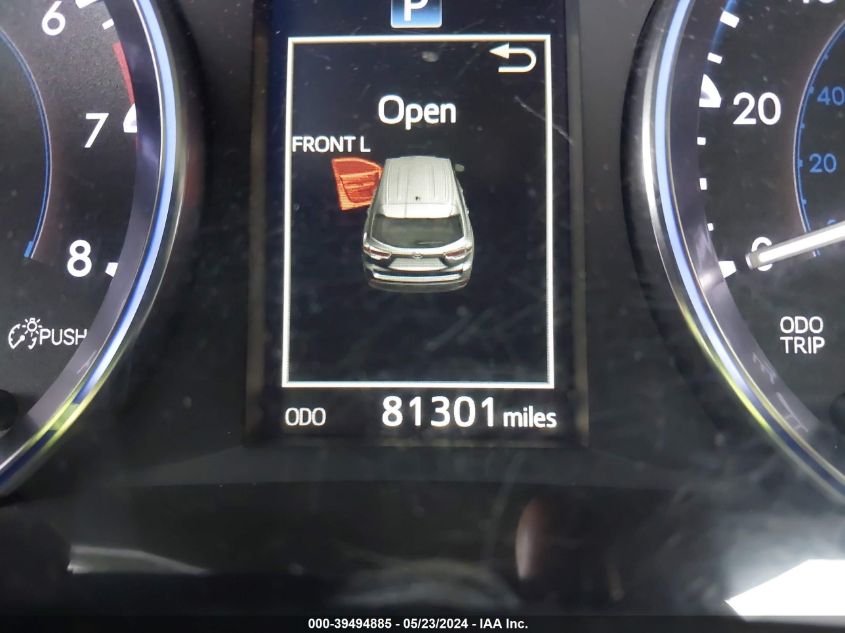 P
6
7
8
PUSH
Open
FRONT L
ODO 81301 miles
20
0
40
20
ODO
TRIP
000-39494885 / 05/23/2024 - IAA Inc.